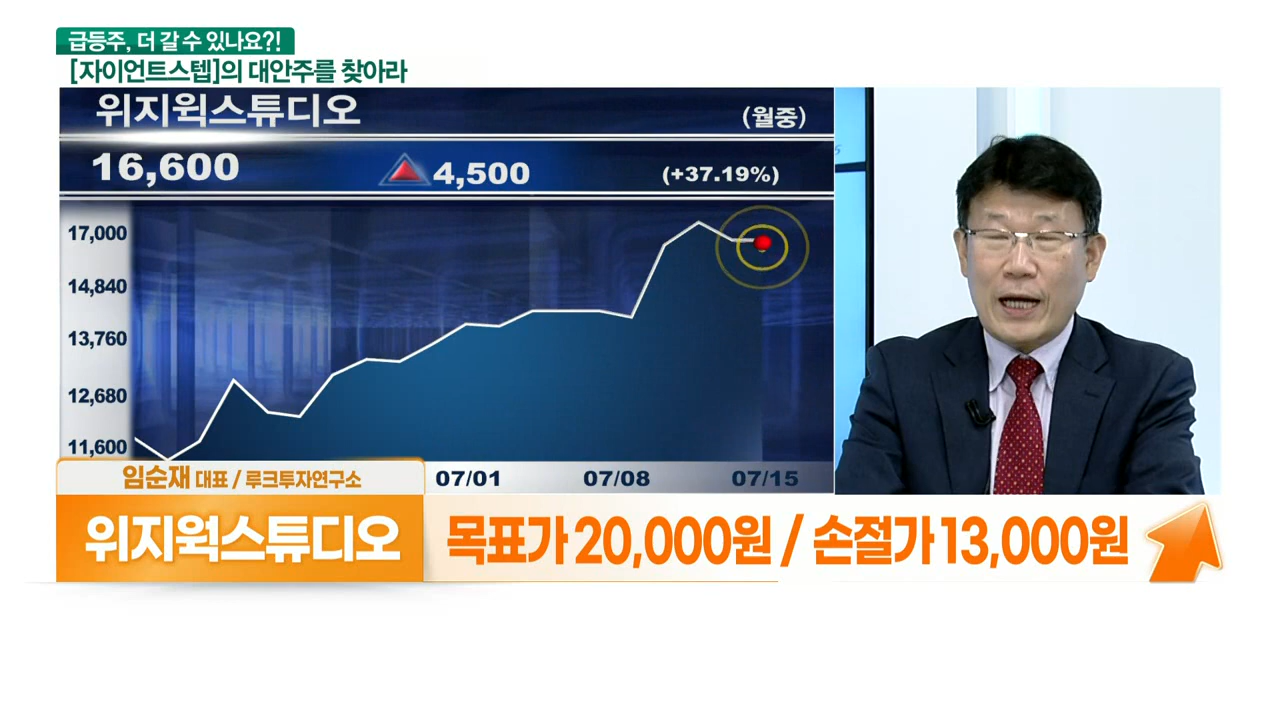 급등주, 더 갈 수 있나요?!
[자이언트스텝]의 대안주를 찾아라
위지윅스튜디오 (월중)
16,600 ▲ 4,500 (+37.19%)
17,000
14,840
13,760
12,680
11,600
07/01 07/08 07/15
임순재 대표 / 루크투자연구소
위지윅스튜디오 목표가 20,000원 / 손절가 13,000원